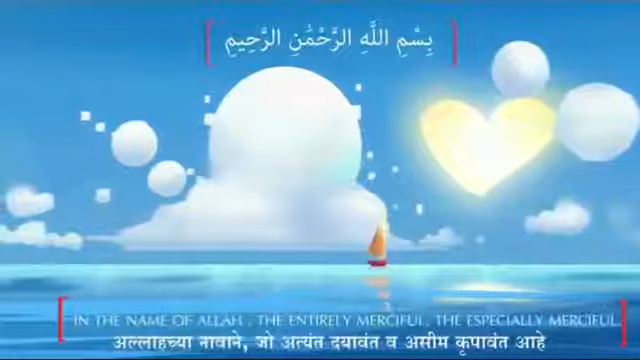 بِسْمِ اللَّهِ الرَّحْمَٰنِ الرَّحِيمِ
IN THE NAME OF ALLAH , THE ENTIRELY MERCIFUL, THE ESPECIALLY MERCIFUL.
अल्लाहच्या नावाने, जो अत्यंत दयावंत व असीम कृपावंत आहे